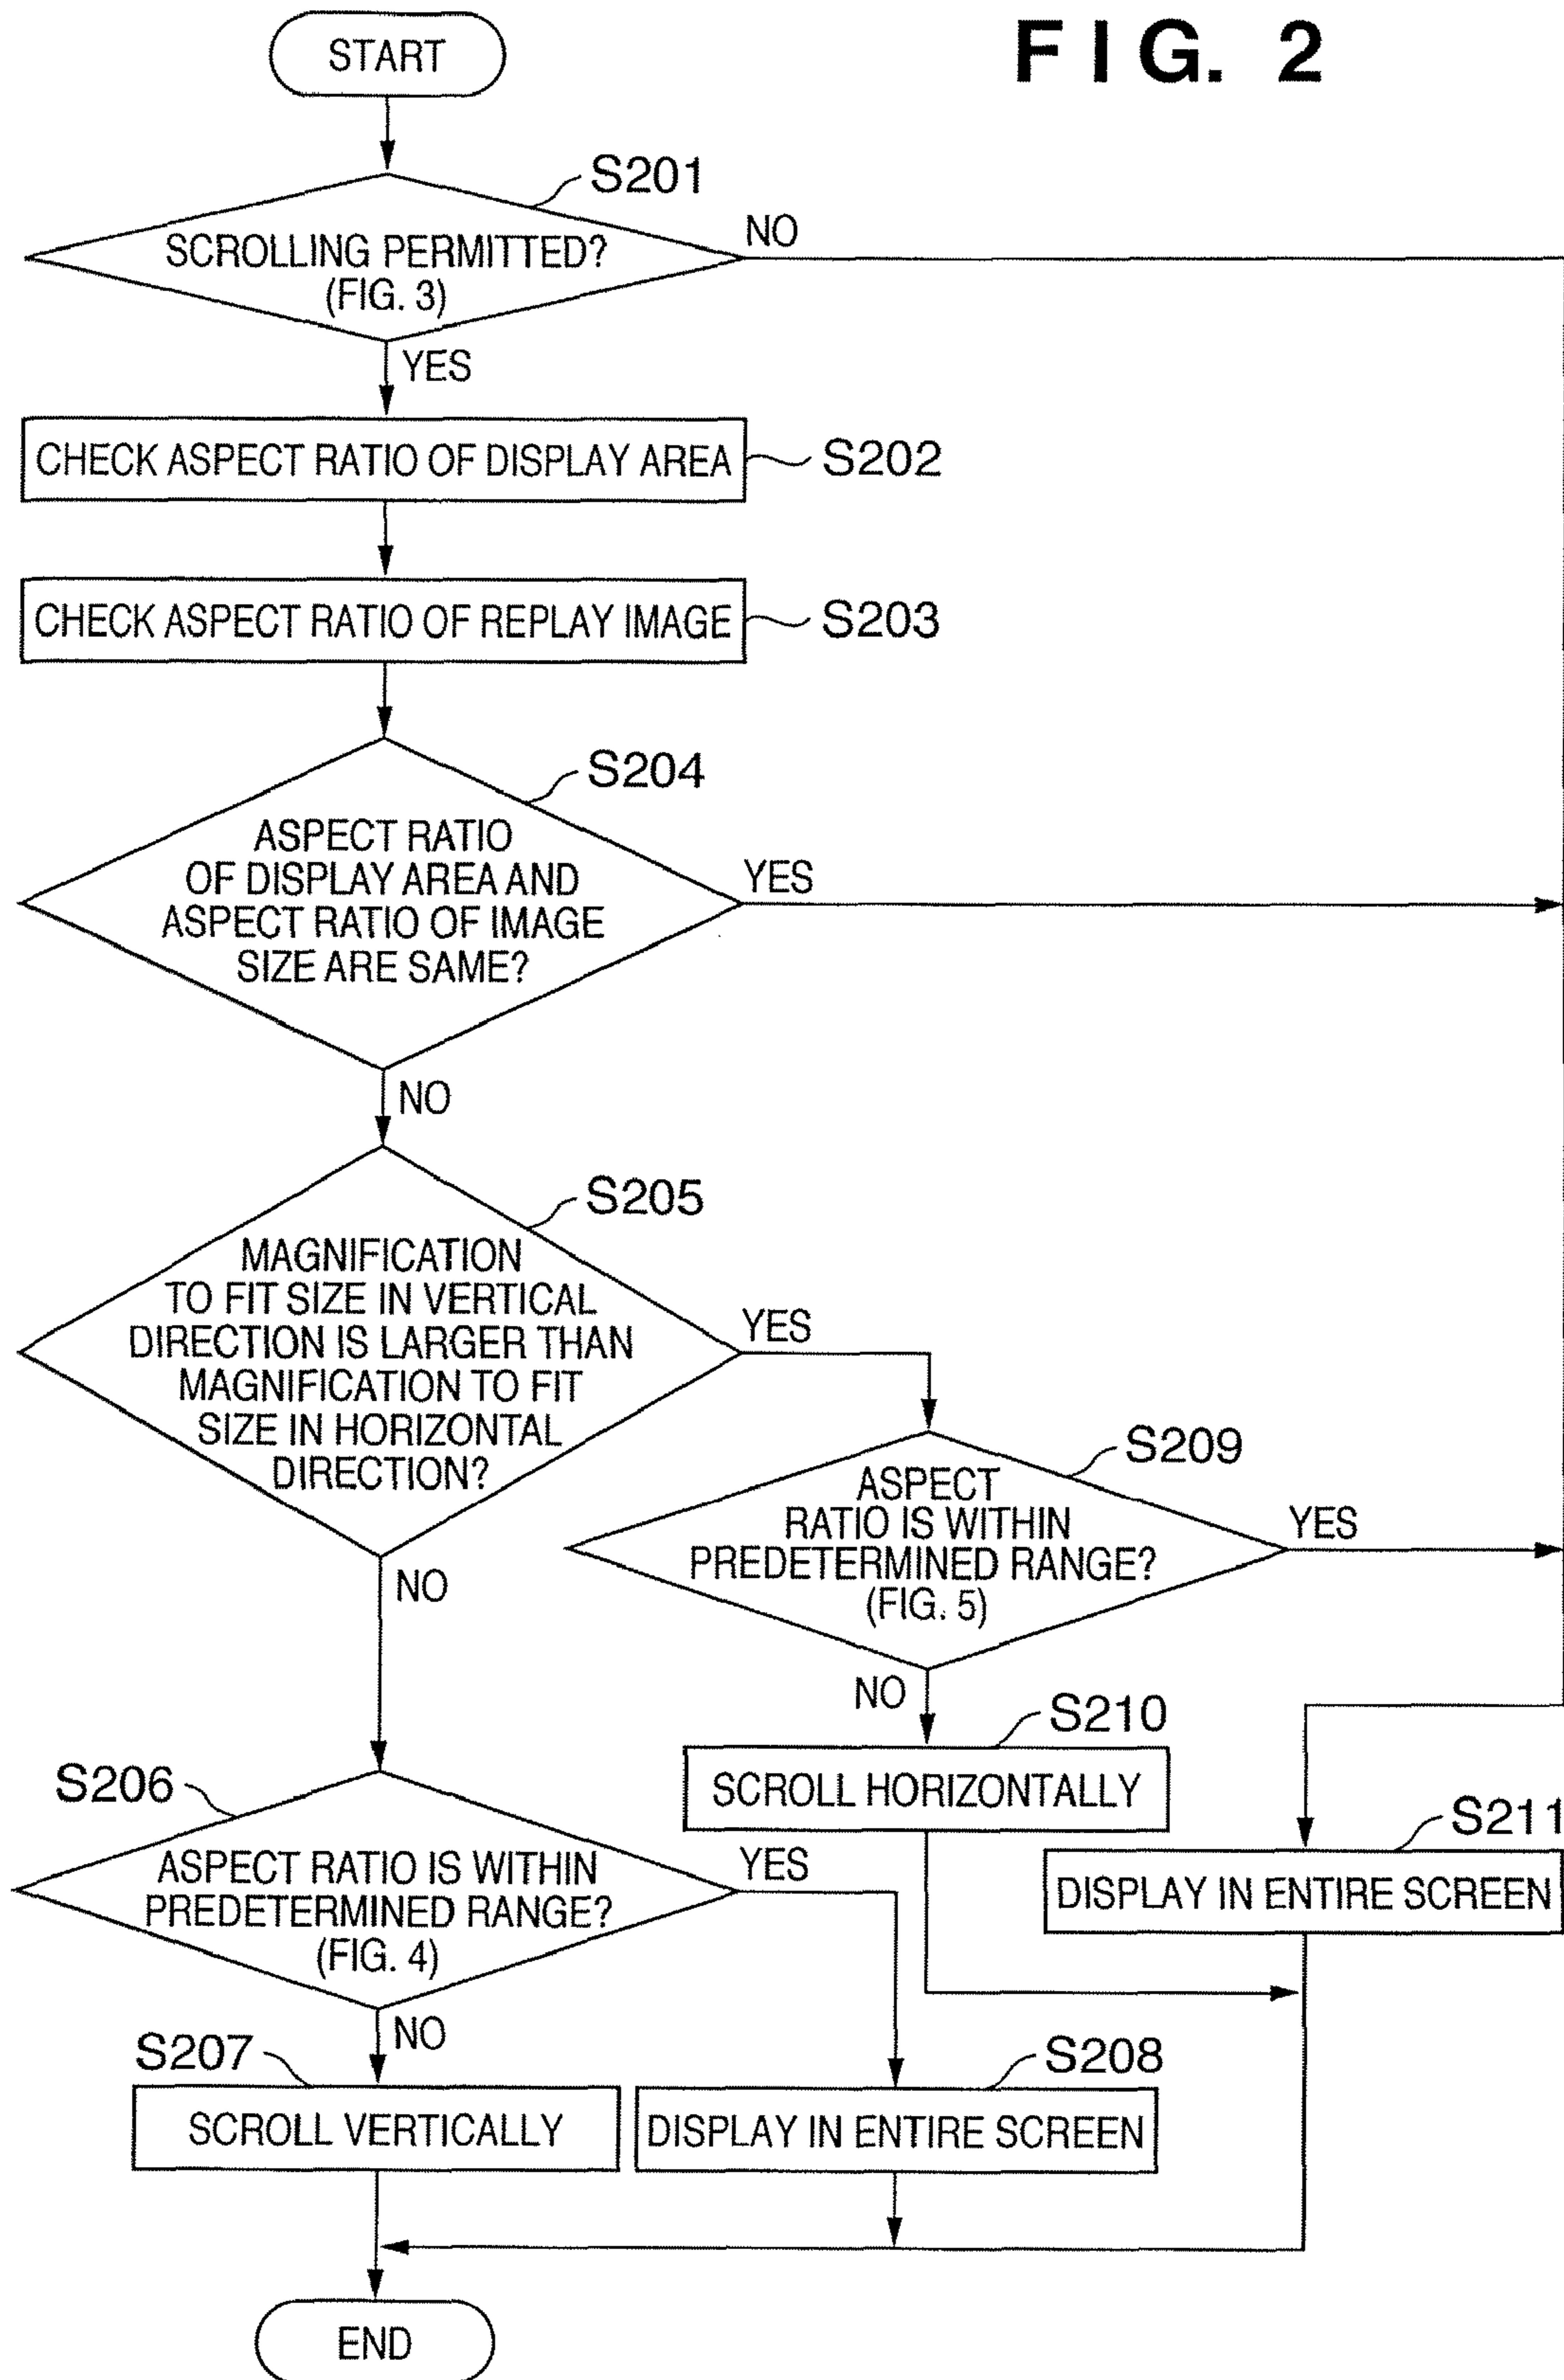 FIG. 2
START
S201
SCROLLING PERMITTED?
(FIG. 3)
NO
YES
CHECK ASPECT RATIO OF DISPLAY AREA
S202
CHECK ASPECT RATIO OF REPLAY IMAGE
S203
S204
ASPECT RATIO
OF DISPLAY AREA AND
ASPECT RATIO OF IMAGE
SIZE ARE SAME?
YES
NO
S205
MAGNIFICATION
TO FIT SIZE IN VERTICAL
DIRECTION IS LARGER THAN
MAGNIFICATION TO FIT
SIZE IN HORIZONTAL
DIRECTION?
YES
NO
S209
ASPECT
RATIO IS WITHIN
PREDETERMINED RANGE?
(FIG. 5)
YES
NO
S210
SCROLL HORIZONTALLY
S211
DISPLAY IN ENTIRE SCREEN
S206
ASPECT RATIO IS WITHIN
PREDETERMINED RANGE?
(FIG. 4)
YES
NO
S207
SCROLL VERTICALLY
S208
DISPLAY IN ENTIRE SCREEN
END